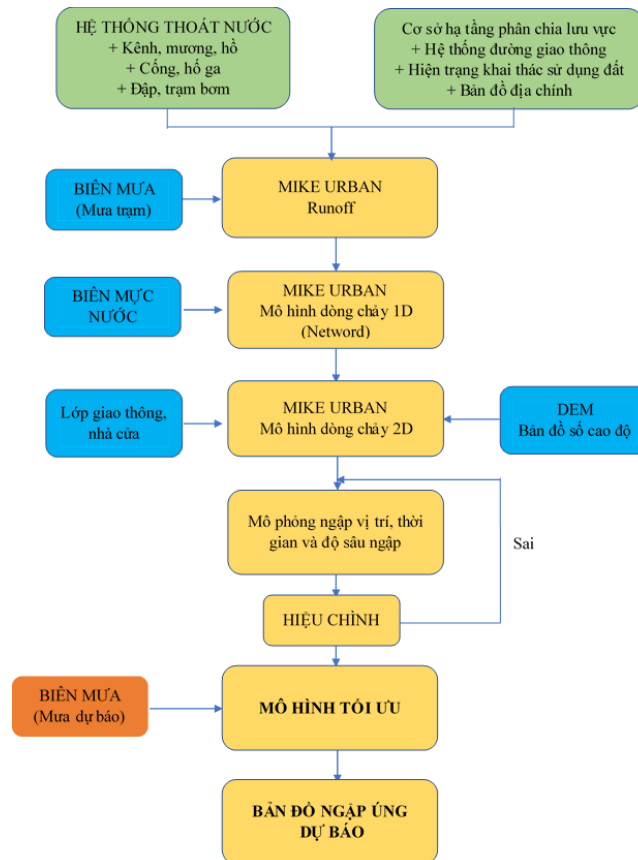 HỆ THỐNG THOÁT NƯỚC
+ Kênh, mương, hồ
+ Cống, hố ga
+ Đập, trạm bơm
Cơ sở hạ tầng phân chia lưu vực
+ Hệ thống đường giao thông
+Hiện trạng khai thác sử dụng đất
+ Bản đồ địa chính
BIÊN MƯA
(Mưa trạm)
MIKE URBAN
Runoff
BIÊN MỰC
NƯỚC
MIKE URBAN
Mô hình dòng chảy 1D
(Netword)
Lớp giao thông,
nhà cửa
MIKE URBAN
Mô hình dòng chảy 2D
DEM
Bản đồ số cao độ
Mô phỏng ngập vị trí, thời
gian và độ sâu ngập
Sai
HIỆU CHỈNH
BIÊN MƯA
(Mưa dự báo)
MÔ HÌNH TỐI ƯU
BẢN ĐỒ NGẬP ÚNG
DỰ BÁO